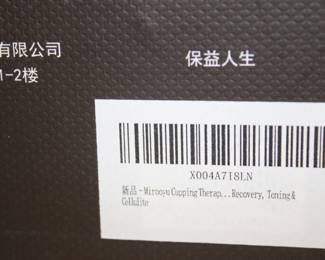 有限公司
保益人生
1-2楼
X004A7I8LN
新品 - Mirooyu Cupping Therap...Recovery, Toning &
Cellulite